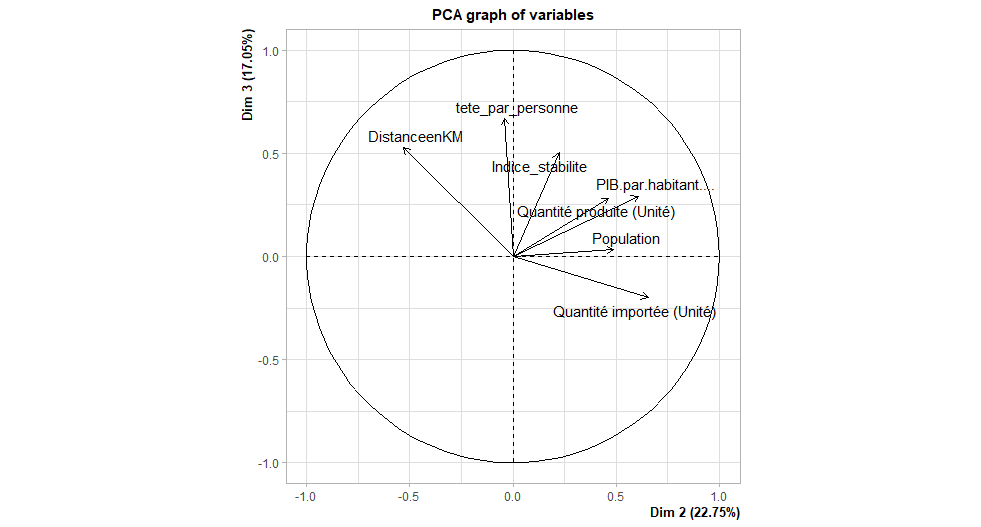 PCA graph of variables
Dim 3 (17.05%)
1.0
0.5
0.0
-0.5
-1.0
tete_par_personne
DistanceenKM
Indice_stabilite
PIB.par.habitant....
Quantité produite (Unité)
Population
Quantité importée (Unité)
-1.0
-0.5
0.0
0.5
1.0
Dim 2 (22.75%)